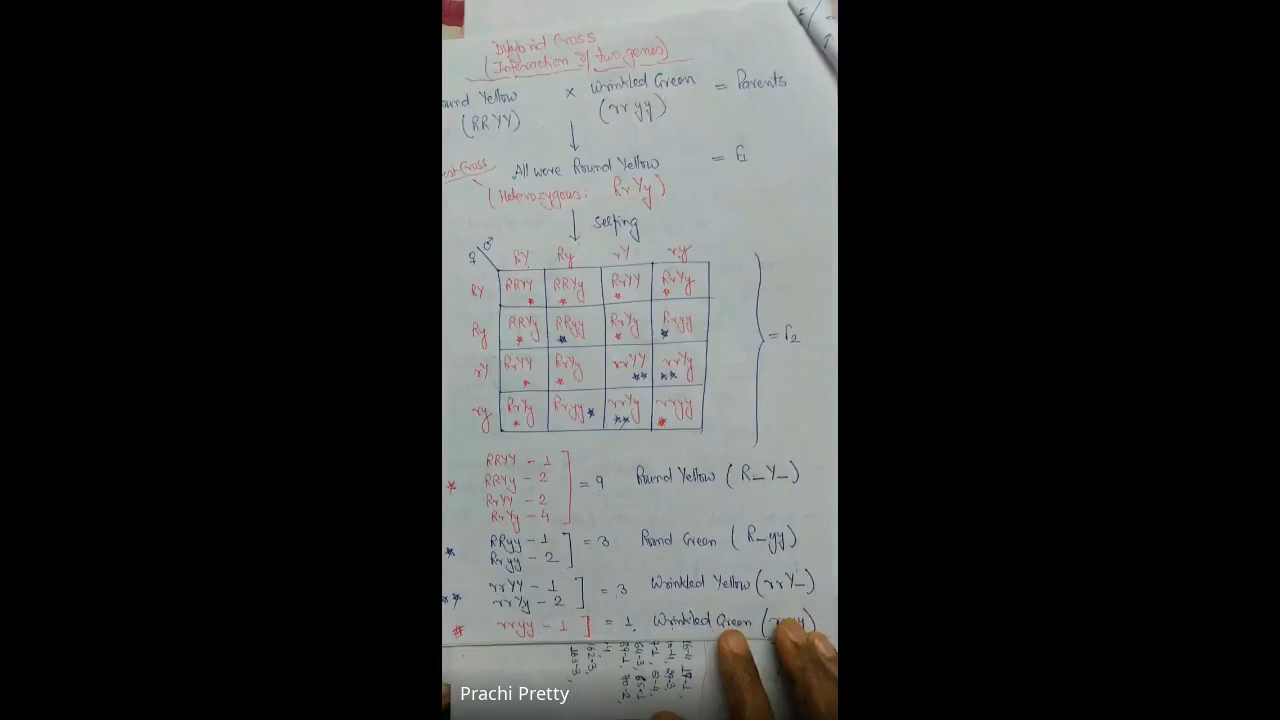 Dihybrid Cross
(Interaction of two genes)
ound Yellow × Wrinkled Green = Parents
(RRYY) (rryy)
All were Round Yellow = F1
est Cross
(Heterozygous: RrYy)
selfing
♀ ♂ RY Ry rY ry
RY RRYY RRYy RrYY RrYy
Ry RRYy RRyy RrYy Rryy
rY RrYY RrYy rrYY rrYy
ry RrYy Rryy rrYy rryy
= F2
RRYY - 1
RRYy - 2
RrYY - 2
RrYy - 4
= 9 Round Yellow (R_Y_)
RRyy - 1
Rryy - 2
= 3 Round Green (R_yy)
rrYY - 1
rrYy - 2
= 3 Wrinkled Yellow (rrY_)
rryy - 1 ] = 1. Wrinkled Green
Prachi Pretty